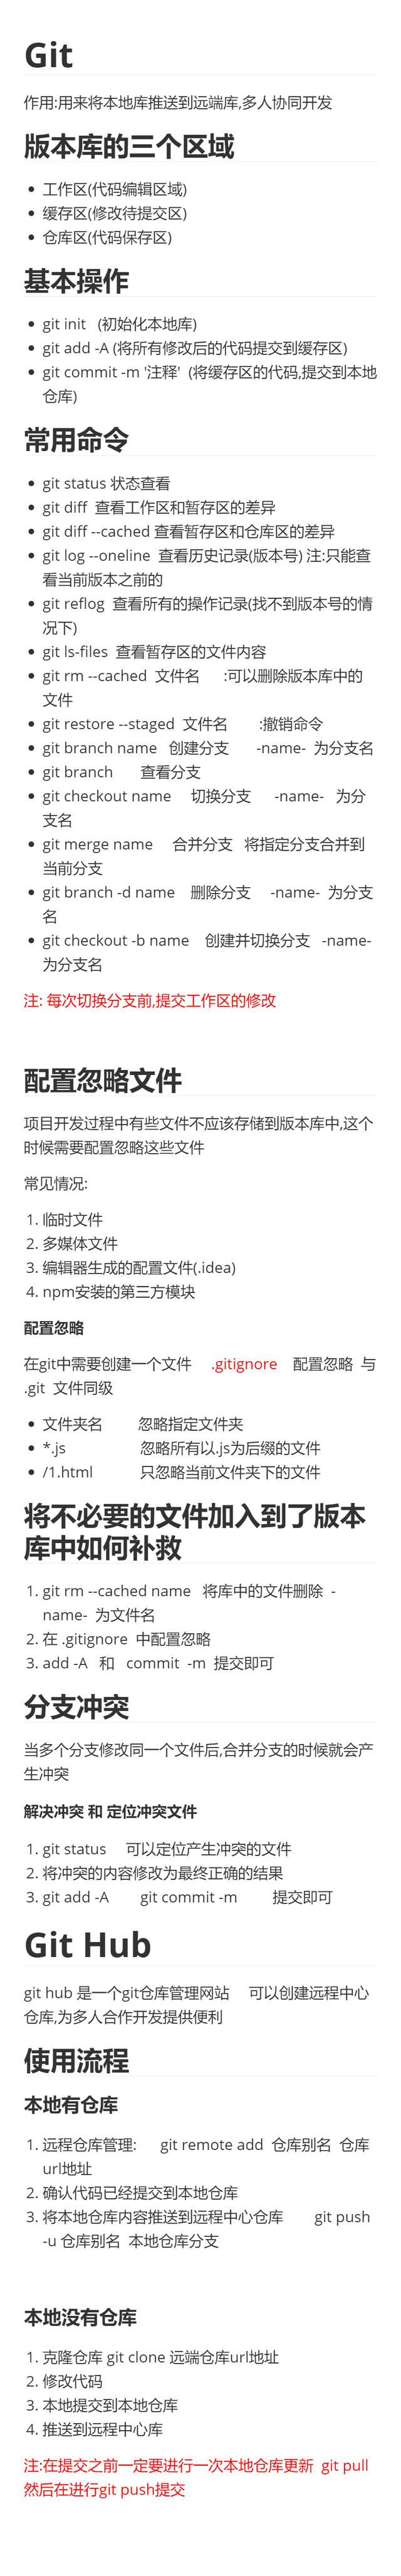 Git
作用:用来将本地库推送到远端库,多人协同开发
版本库的三个区域
工作区(代码编辑区域)
缓存区(修改待提交区)
仓库区(代码保存区)
基本操作
git init (初始化本地库)
git add -A (将所有修改后的代码提交到缓存区)
git commit -m '注释' (将缓存区的代码,提交到本地
仓库)
常用命令
git status 状态查看
git diff 查看工作区和暂存区的差异
git diff --cached 查看暂存区和仓库区的差异
git log --oneline 查看历史记录(版本号) 注:只能查
看当前版本之前的
git reflog 查看所有的操作记录(找不到版本号的情
况下)
git ls-files 查看暂存区的文件内容
git rm --cached 文件名 :可以删除版本库中的
文件
git restore --staged 文件名 :撤销命令
git branch name 创建分支 -name- 为分支名
git branch 查看分支
git checkout name 切换分支 -name- 为分
支名
git merge name 合并分支 将指定分支合并到
当前分支
git branch -d name 删除分支 -name- 为分支
名
git checkout -b name 创建并切换分支 -name-
为分支名
注: 每次切换分支前,提交工作区的修改
配置忽略文件
项目开发过程中有些文件不应该存储到版本库中,这个
时候需要配置忽略这些文件
常见情况:
1. 临时文件
2. 多媒体文件
3. 编辑器生成的配置文件(.idea)
4. npm安装的第三方模块
配置忽略
在git中需要创建一个文件 .gitignore 配置忽略 与
.git 文件同级
文件夹名 忽略指定文件夹
*.js 忽略所有以.js为后缀的文件
/1.html 只忽略当前文件夹下的文件
将不必要的文件加入到了版本
库中如何补救
1. git rm --cached name 将库中的文件删除 -
name- 为文件名
2. 在 .gitignore 中配置忽略
3. add -A 和 commit -m 提交即可
分支冲突
当多个分支修改同一个文件后,合并分支的时候就会产
生冲突
解决冲突 和 定位冲突文件
1. git status 可以定位产生冲突的文件
2. 将冲突的内容修改为最终正确的结果
3. git add -A git commit -m 提交即可
Git Hub
git hub 是一个git仓库管理网站 可以创建远程中心
仓库,为多人合作开发提供便利
使用流程
本地有仓库
1. 远程仓库管理: git remote add 仓库别名 仓库
url地址
2. 确认代码已经提交到本地仓库
3. 将本地仓库内容推送到远程中心仓库 git push
-u 仓库别名 本地仓库分支
本地没有仓库
1. 克隆仓库 git clone 远端仓库url地址
2. 修改代码
3. 本地提交到本地仓库
4. 推送到远程中心库
注:在提交之前一定要进行一次本地仓库更新 git pull
然后在进行git push提交